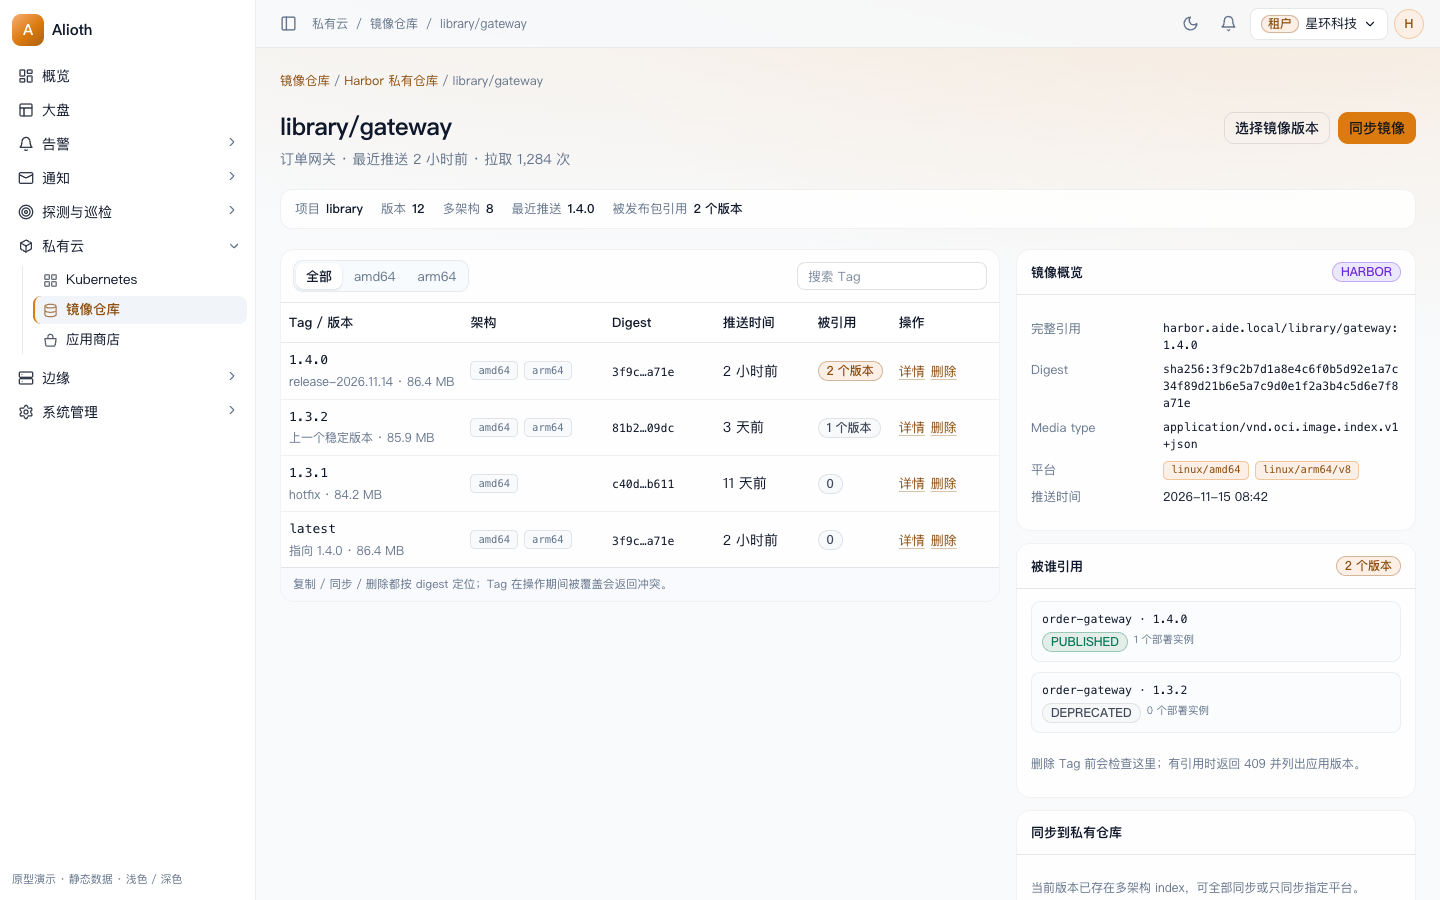 A Alioth
概览
大盘
告警
通知
探测与巡检
私有云
Kubernetes
镜像仓库
应用商店
边缘
系统管理
原型演示 · 静态数据 · 浅色 / 深色
私有云 / 镜像仓库 / library/gateway
租户 星环科技
H
镜像仓库 / Harbor 私有仓库 / library/gateway
library/gateway
订单网关 · 最近推送 2 小时前 · 拉取 1,284 次
选择镜像版本
同步镜像
项目 library 版本 12 多架构 8 最近推送 1.4.0 被发布包引用 2 个版本
全部 amd64 arm64
搜索 Tag
Tag / 版本 架构 Digest 推送时间 被引用 操作
1.4.0
release-2026.11.14 · 86.4 MB
amd64 arm64 3f9c…a71e 2 小时前 2 个版本 详情 删除
1.3.2
上一个稳定版本 · 85.9 MB
amd64 arm64 81b2…09dc 3 天前 1 个版本 详情 删除
1.3.1
hotfix · 84.2 MB
amd64 c40d…b611 11 天前 0 详情 删除
latest
指向 1.4.0 · 86.4 MB
amd64 arm64 3f9c…a71e 2 小时前 0 详情 删除
复制 / 同步 / 删除都按 digest 定位；Tag 在操作期间被覆盖会返回冲突。
镜像概览 HARBOR
完整引用 harbor.aide.local/library/gateway:
1.4.0
Digest sha256:3f9c2b7d1a8e4c6f0b5d92e1a7c
34f89d21b6e5a7c9d0e1f2a3b4c5d6e7f8
a71e
Media type application/vnd.oci.image.index.v1
+json
平台 linux/amd64 linux/arm64/v8
推送时间 2026-11-15 08:42
被谁引用 2 个版本
order-gateway · 1.4.0
PUBLISHED 1 个部署实例
order-gateway · 1.3.2
DEPRECATED 0 个部署实例
删除 Tag 前会检查这里；有引用时返回 409 并列出应用版本。
同步到私有仓库
当前版本已存在多架构 index，可全部同步或只同步指定平台。